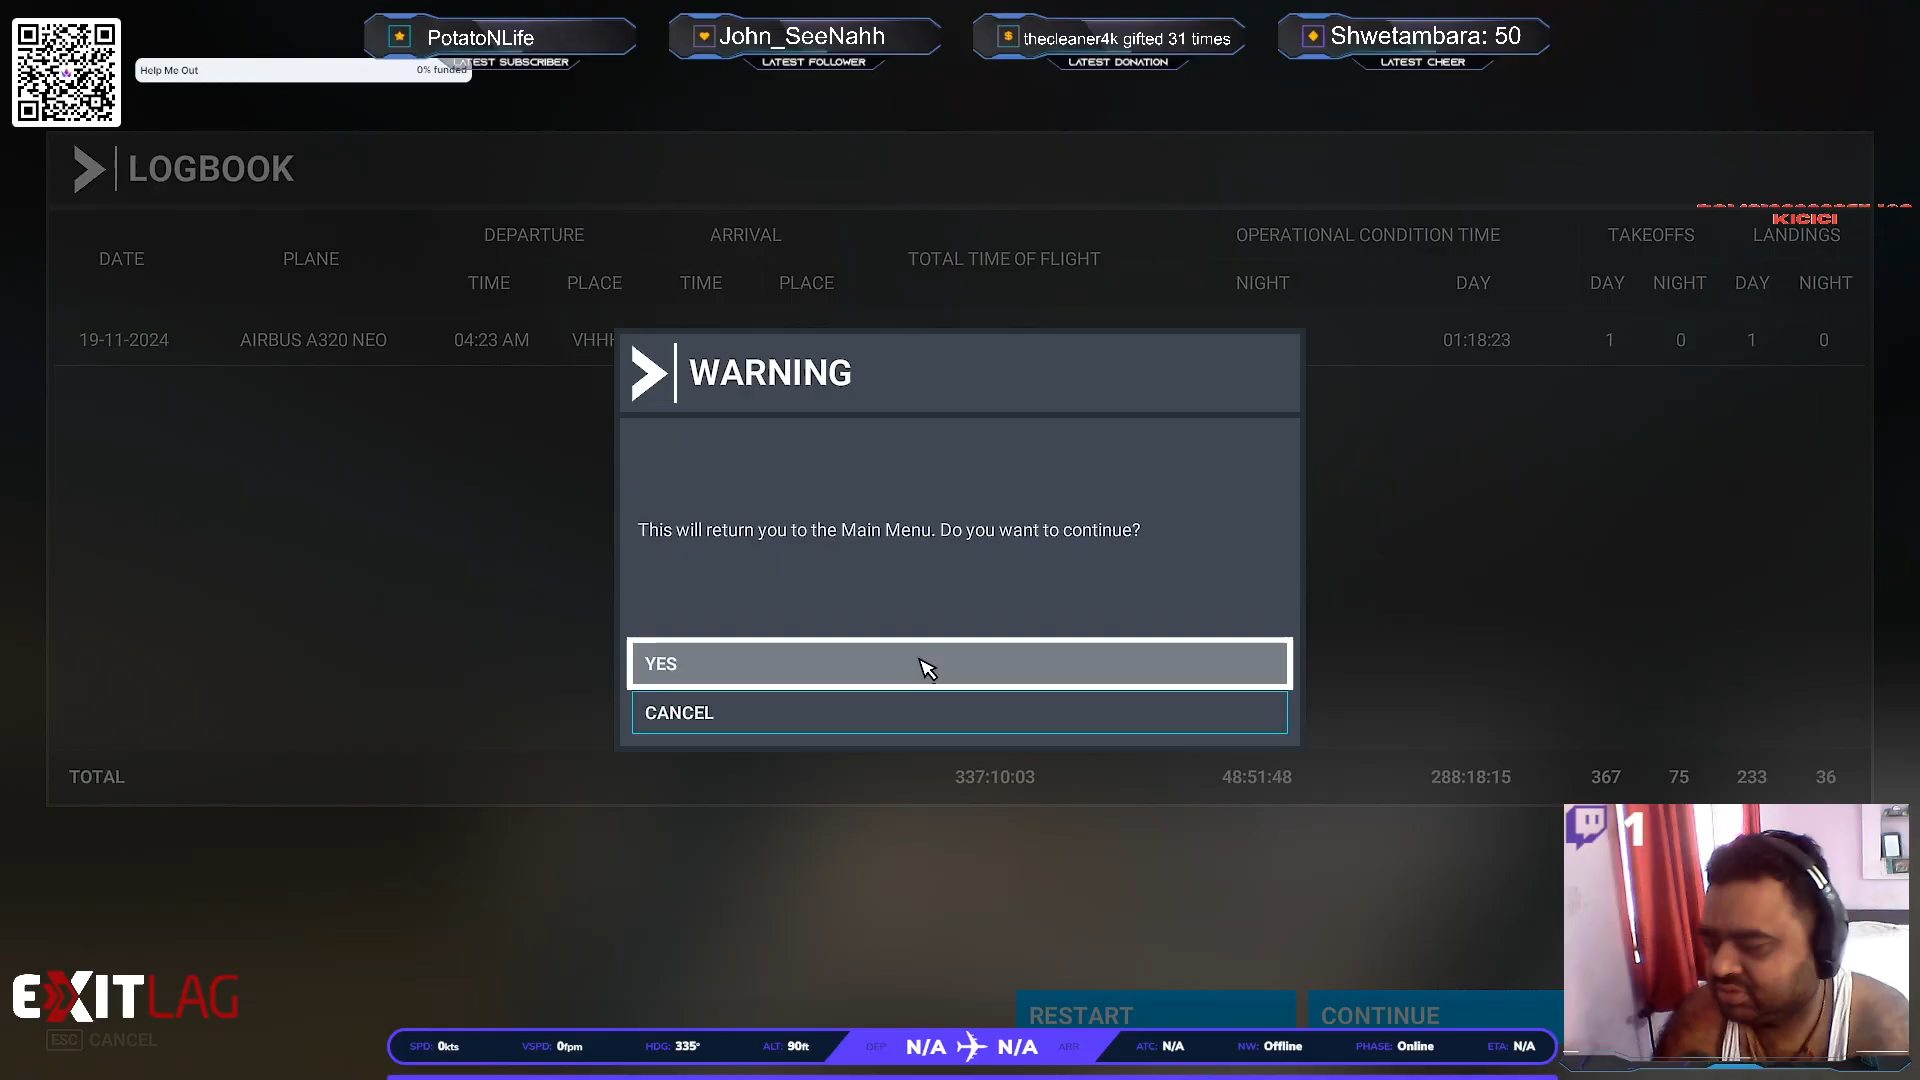 PotatoNLife
LATEST SUBSCRIBER
John_SeeNahh
LATEST FOLLOWER
thecleaner4k gifted 31 times
LATEST DONATION
Shwetambara: 50
LATEST CHEER
Help Me Out 0% funded
LOGBOOK
KICICI
DATE PLANE DEPARTURE ARRIVAL TOTAL TIME OF FLIGHT OPERATIONAL CONDITION TIME TAKEOFFS LANDINGS
TIME PLACE TIME PLACE NIGHT DAY DAY NIGHT DAY NIGHT
19-11-2024 AIRBUS A320 NEO 04:23 AM VHHH 01:18:23 1 0 1 0
WARNING
This will return you to the Main Menu. Do you want to continue?
YES
CANCEL
TOTAL 337:10:03 48:51:48 288:18:15 367 75 233 36
1
EXITLAG
ESC CANCEL
RESTART
CONTINUE
SPD: 0kts VSPD: 0fpm HDG: 335° ALT: 90ft DEP N/A N/A ARR ATC: N/A NW: Offline PHASE: Online ETA: N/A